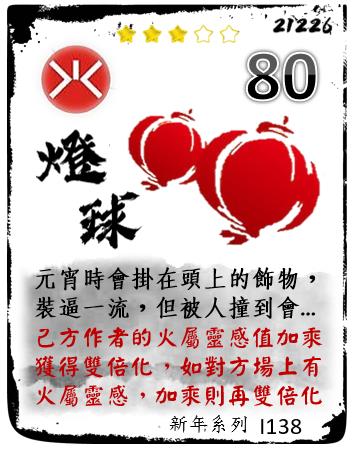 21226
80
燈
球
元宵時會掛在頭上的飾物，
裝逼一流，但被人撞到會...
己方作者的火屬靈感值加乘
獲得雙倍化，如對方場上有
火屬靈感，加乘則再雙倍化
新年系列 I138